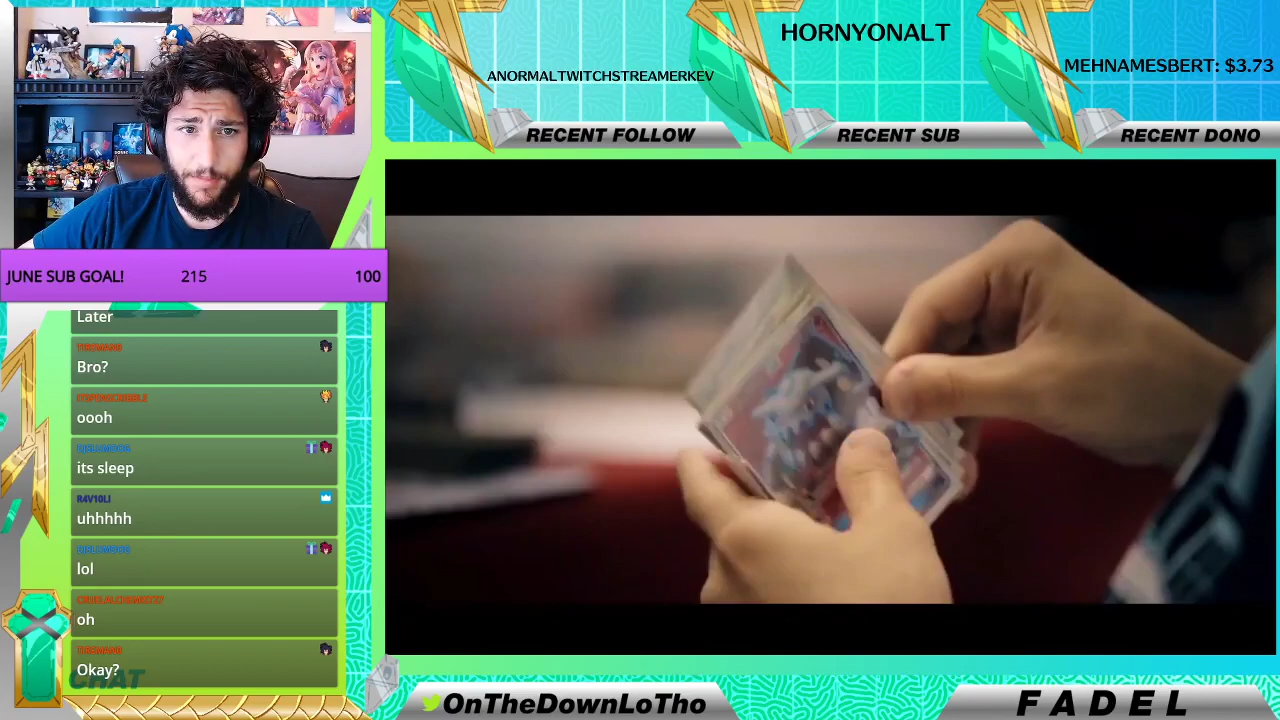 HORNYONALT
ANORMALTWITCHSTREAMERKEV
MEHNAMESBERT: $3.73
RECENT FOLLOW
RECENT SUB
RECENT DONO
JUNE SUB GOAL! 215 100
Later
Bro?
oooh
its sleep
R4V10LI
uhhhhh
lol
oh
Okay?
CHAT
OnTheDownLoTho
FADEL